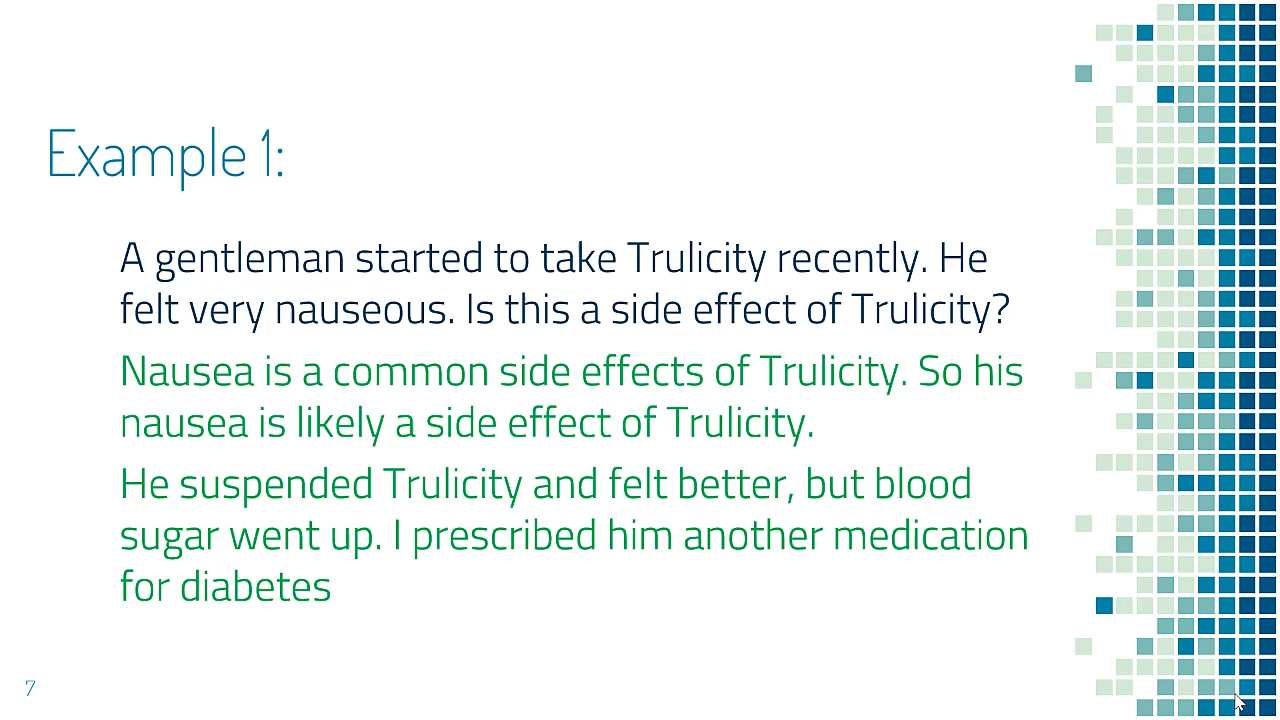 Example 1:
A gentleman started to take Trulicity recently. He
felt very nauseous. Is this a side effect of Trulicity?
Nausea is a common side effects of Trulicity. So his
nausea is likely a side effect of Trulicity.
He suspended Trulicity and felt better, but blood
sugar went up. I prescribed him another medication
for diabetes
7